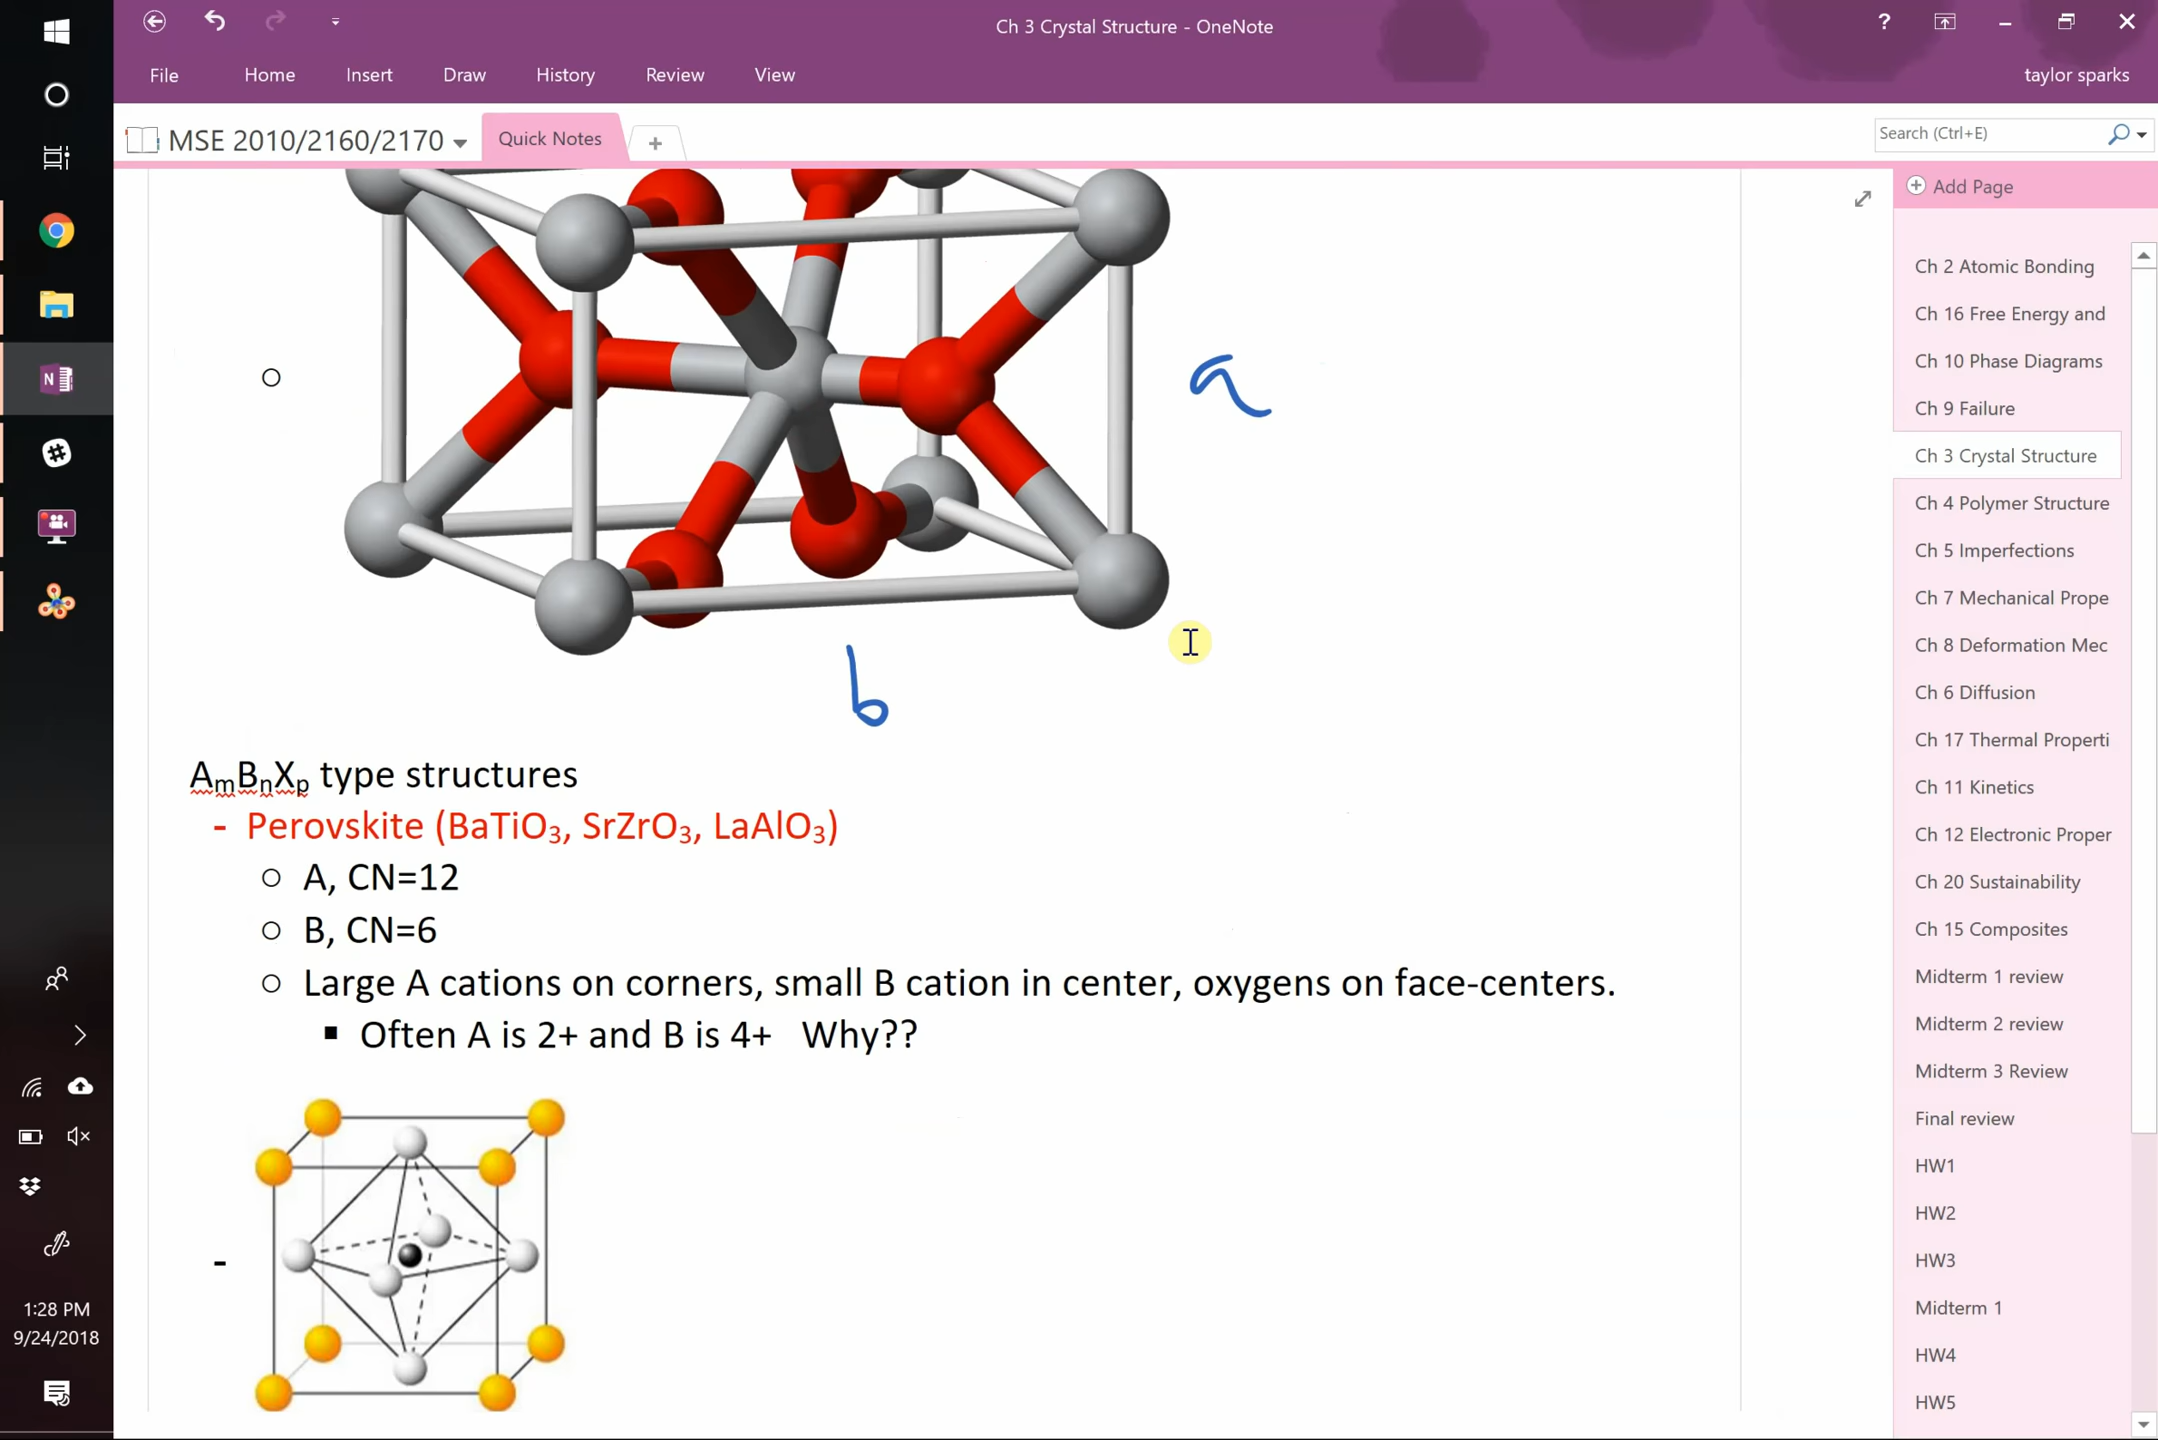 Ch 3 Crystal Structure - OneNote
?
File Home Insert Draw History Review View
taylor sparks
MSE 2010/2160/2170
Quick Notes
+
Search (Ctrl+E)
Add Page
Ch 2 Atomic Bonding
Ch 16 Free Energy and
Ch 10 Phase Diagrams
Ch 9 Failure
Ch 3 Crystal Structure
Ch 4 Polymer Structure
Ch 5 Imperfections
Ch 7 Mechanical Prope
Ch 8 Deformation Mec
Ch 6 Diffusion
Ch 17 Thermal Properti
Ch 11 Kinetics
Ch 12 Electronic Proper
Ch 20 Sustainability
Ch 15 Composites
Midterm 1 review
Midterm 2 review
Midterm 3 Review
Final review
HW1
HW2
HW3
Midterm 1
HW4
HW5
a
b
AₘBₙXₚ type structures
- Perovskite (BaTiO₃, SrZrO₃, LaAlO₃)
○ A, CN=12
○ B, CN=6
○ Large A cations on corners, small B cation in center, oxygens on face-centers.
▪ Often A is 2+ and B is 4+ Why??
-
N
1:28 PM
9/24/2018